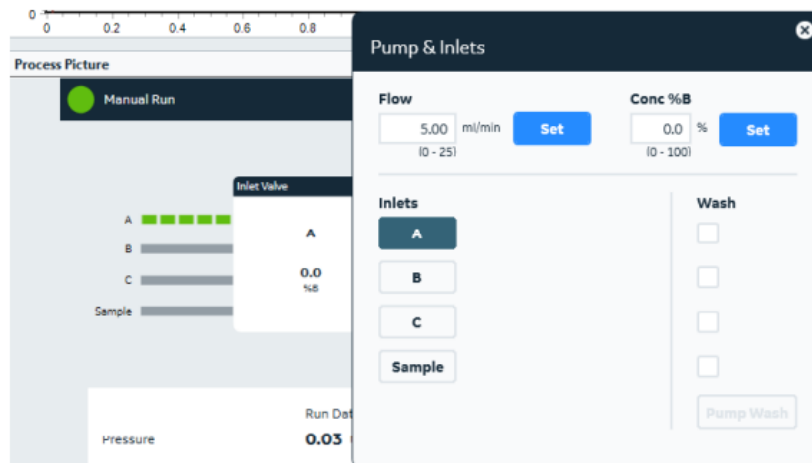 0
0 0.2 0.4 0.6 0.8
Process Picture
Manual Run
Inlet Valve
A
B
C
Sample
A
0.0
%B
Run Dat
Pressure
0.03
Pump & Inlets
Flow
5.00 ml/min Set
(0 - 25)
Conc %B
0.0 % Set
(0 - 100)
Inlets
A
B
C
Sample
Wash
Pump Wash